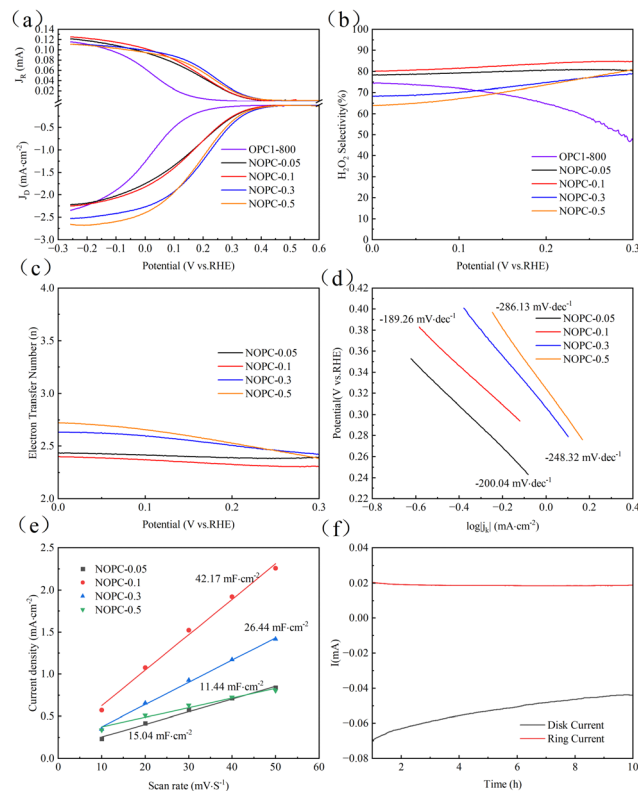 (a)
J_R (mA)
0.14
0.12
0.10
0.08
0.06
0.04
0.02
J_D (mA·cm⁻²)
−0.5
−1.0
−1.5
−2.0
−2.5
−3.0
OPC1-800
NOPC-0.05
NOPC-0.1
NOPC-0.3
NOPC-0.5
−0.3 −0.2 −0.1 0.0 0.1 0.2 0.3 0.4 0.5 0.6
Potential (V vs.RHE)
(b)
H₂O₂ Selectivity(%)
100
90
80
70
60
50
40
30
20
10
0
OPC1-800
NOPC-0.05
NOPC-0.1
NOPC-0.3
NOPC-0.5
0.0 0.1 0.2 0.3
Potential (V vs.RHE)
(c)
Electron Transfer Number (n)
4.0
3.5
3.0
2.5
2.0
NOPC-0.05
NOPC-0.1
NOPC-0.3
NOPC-0.5
0.0 0.1 0.2 0.3
Potential (V vs.RHE)
(d)
Potential(V vs.RHE)
0.42
0.40
0.38
0.36
0.34
0.32
0.30
0.28
0.26
0.24
0.22
-286.13 mV·dec⁻¹
-189.26 mV·dec⁻¹
NOPC-0.05
NOPC-0.1
NOPC-0.3
NOPC-0.5
-248.32 mV·dec⁻¹
-200.04 mV·dec⁻¹
−0.8 −0.6 −0.4 −0.2 0.0 0.2 0.4
log|j_k| (mA-cm⁻²)
(e)
Current density (mA·cm⁻²)
2.5
2.0
1.5
1.0
0.5
0.0
NOPC-0.05
NOPC-0.1
NOPC-0.3
NOPC-0.5
42.17 mF·cm⁻²
26.44 mF·cm⁻²
11.44 mF·cm⁻²
15.04 mF·cm⁻²
0 10 20 30 40 50 60
Scan rate (mV·S⁻¹)
(f)
I(mA)
0.04
0.02
0.00
−0.02
−0.04
−0.06
−0.08
Disk Current
Ring Current
2 4 6 8 10
Time (h)